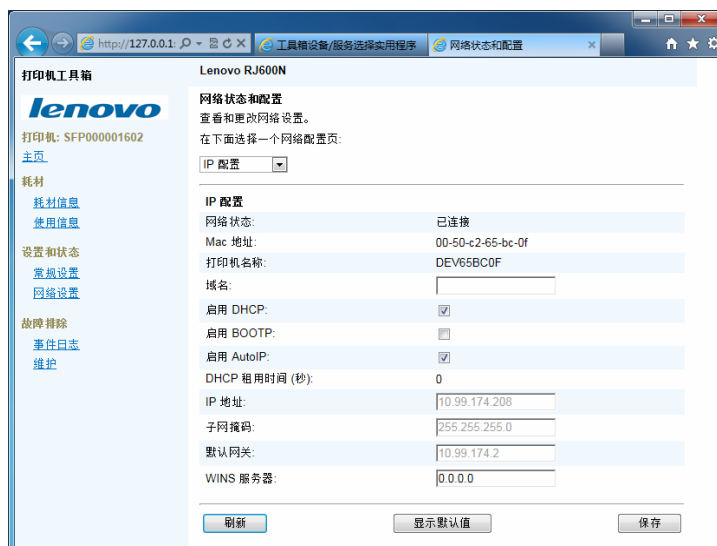 http://127.0.0.1:
工具箱设备/服务选择实用程序
网络状态和配置
打印机工具箱
lenovo
打印机: SFP000001602
主页
耗材
耗材信息
使用信息
设置和状态
常规设置
网络设置
故障排除
事件日志
维护
Lenovo RJ600N
网络状态和配置
查看和更改网络设置。
在下面选择一个网络配置页:
IP 配置
IP 配置
网络状态: 已连接
Mac 地址: 00-50-c2-65-bc-0f
打印机名称: DEV65BC0F
域名:
启用 DHCP:
启用 BOOTP:
启用 AutoIP:
DHCP 租用时间 (秒): 0
IP 地址: 10.99.174.208
子网掩码: 255.255.255.0
默认网关: 10.99.174.2
WINS 服务器: 0.0.0.0
刷新 显示默认值 保存